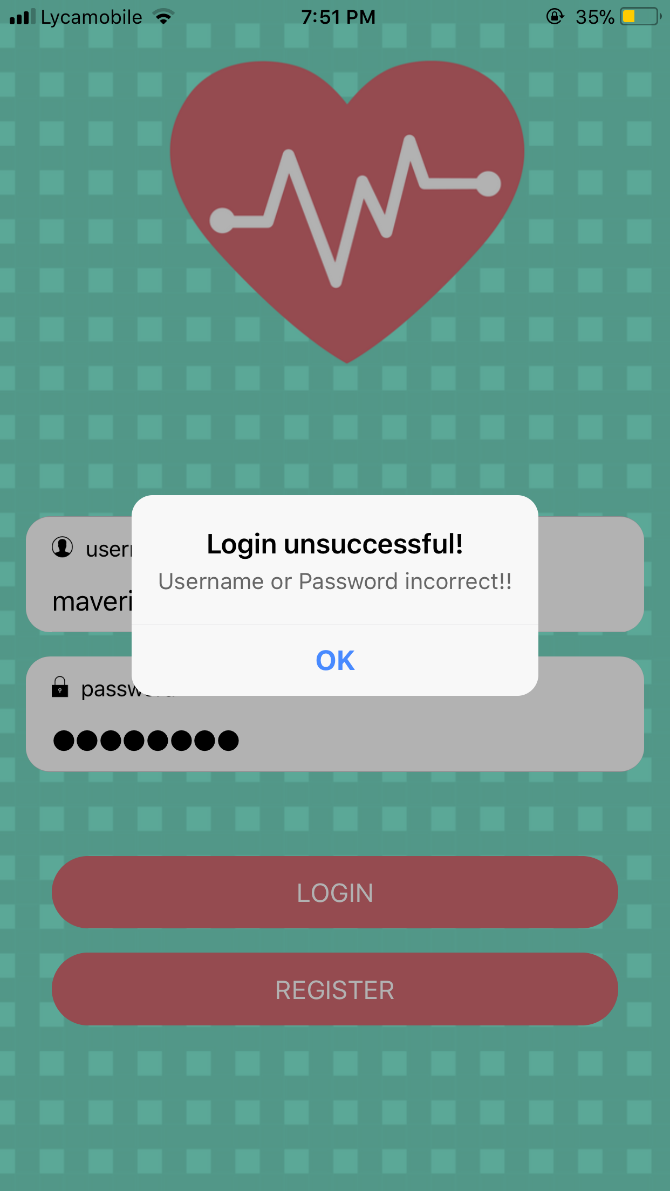 Lycamobile 7:51 PM 35%
Login unsuccessful!
Username or Password incorrect!!
OK
●●●●●●●●
LOGIN
REGISTER